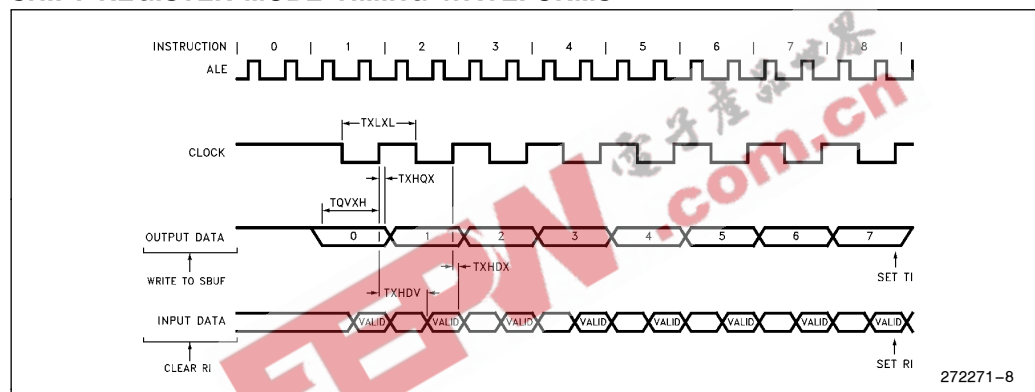 SHIFT REGISTER MODE TIMING WAVEFORMS
INSTRUCTION | 0 | 1 | 2 | 3 | 4 | 5 | 6 | 7 | 8 |
ALE
TXLXL
CLOCK
TXHQX
TQVXH
OUTPUT DATA 0 1 2 3 4 5 6 7
WRITE TO SBUF
TXHDX
SET TI
TXHDV
INPUT DATA VALID VALID VALID VALID VALID VALID VALID VALID
CLEAR RI
SET RI
272271-8
電子產品世界
EEPW.com.cn